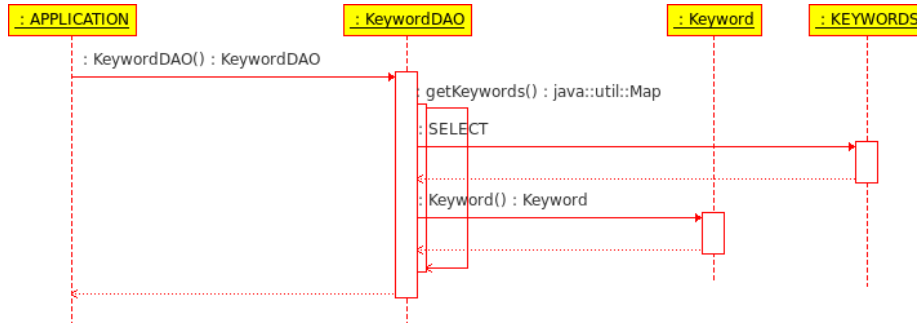 : APPLICATION
: KeywordDAO
: Keyword
: KEYWORDS
: KeywordDAO() : KeywordDAO
: getKeywords() : java::util::Map
: SELECT
: Keyword() : Keyword